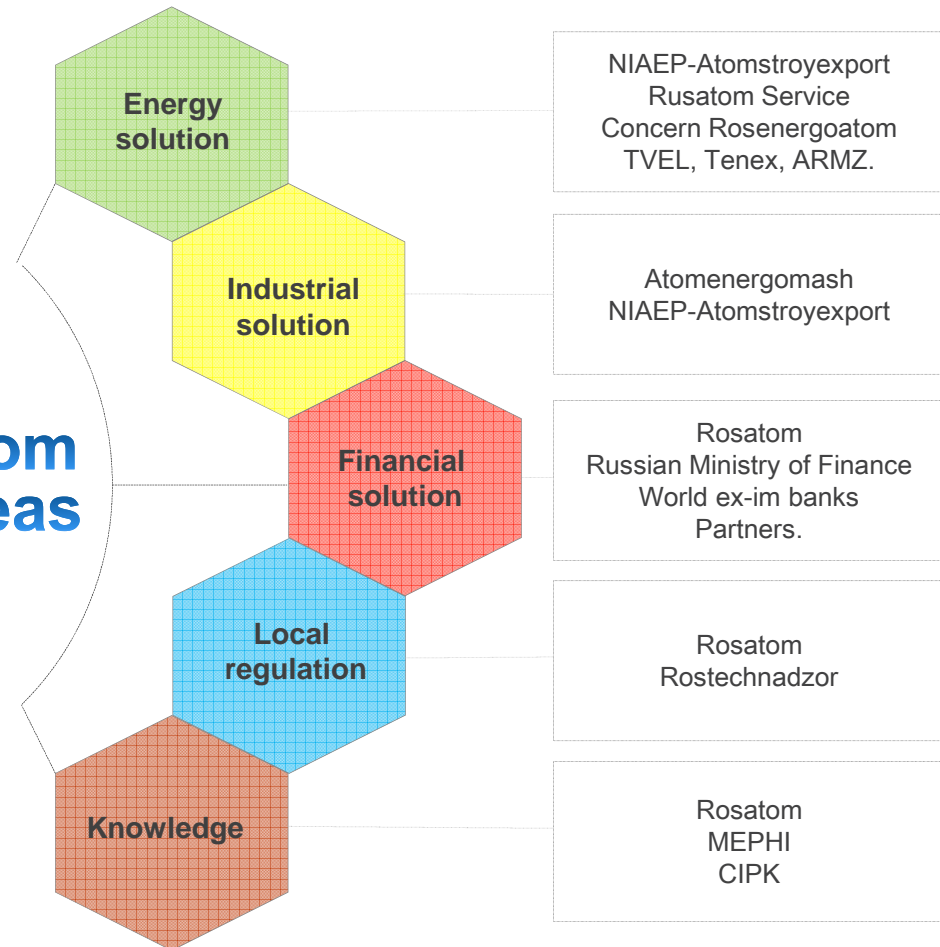 Energy
solution
NIAEP-Atomstroyexport
Rusatom Service
Concern Rosenergoatom
TVEL, Tenex, ARMZ.
Industrial
solution
Atomenergomash
NIAEP-Atomstroyexport
om
eas
Financial
solution
Rosatom
Russian Ministry of Finance
World ex-im banks
Partners.
Local
regulation
Rosatom
Rostechnadzor
Knowledge
Rosatom
MEPHI
CIPK